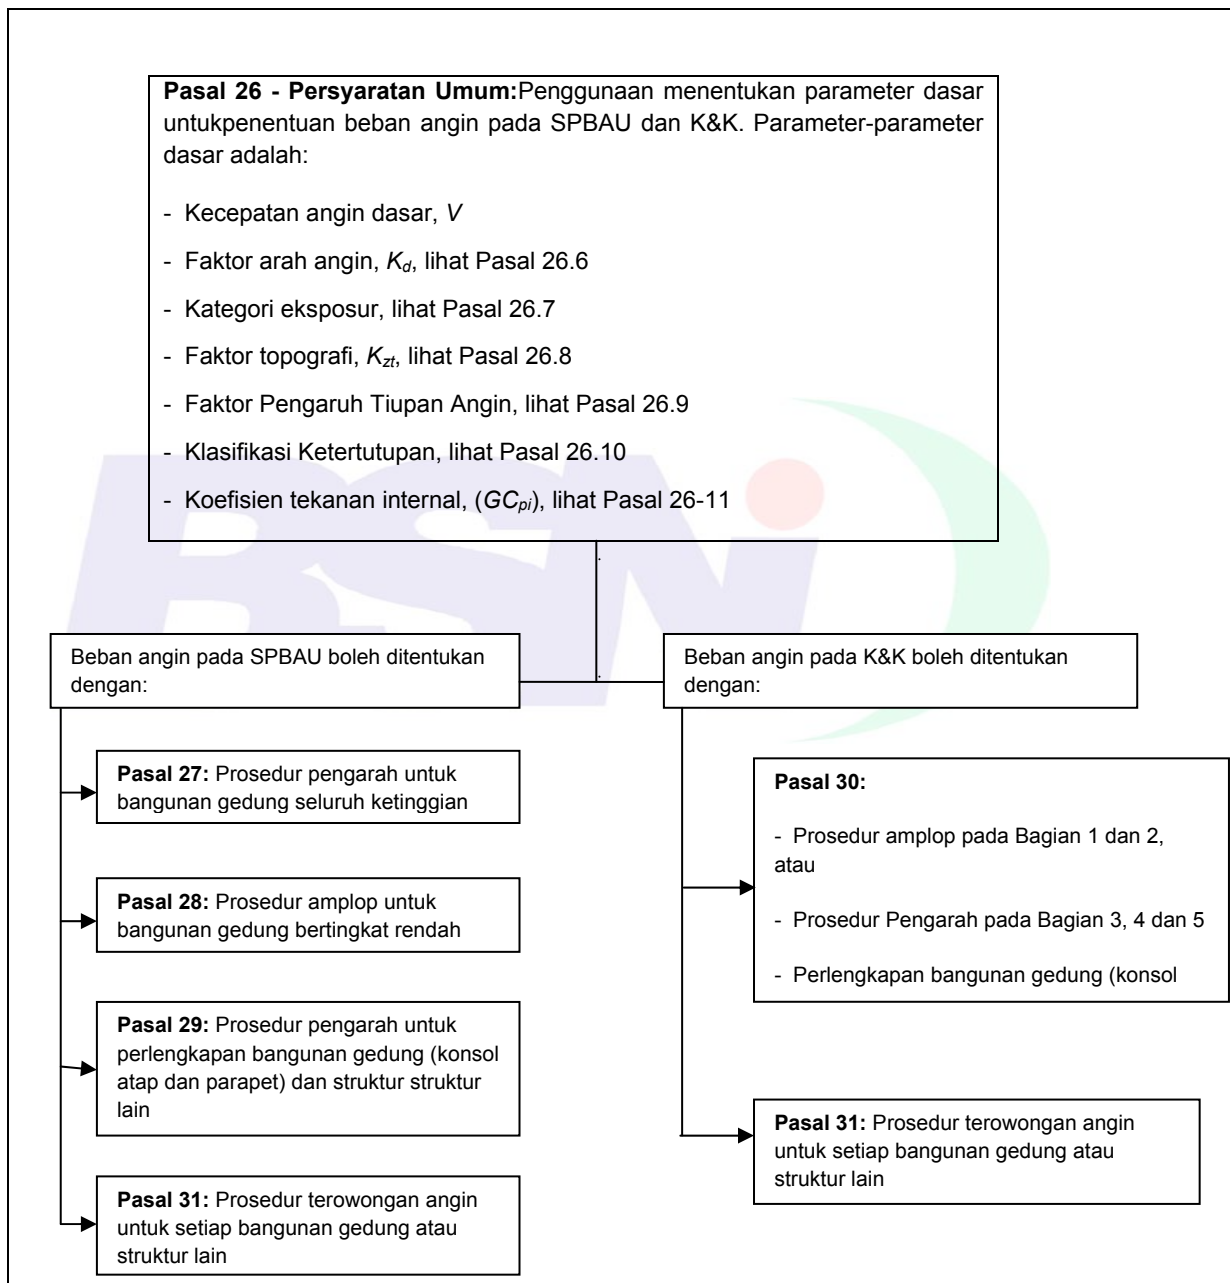 Pasal 26 - Persyaratan Umum:Penggunaan menentukan parameter dasar
untukpenentuan beban angin pada SPBAU dan K&K. Parameter-parameter
dasar adalah:
- Kecepatan angin dasar, V
- Faktor arah angin, Kd, lihat Pasal 26.6
- Kategori eksposur, lihat Pasal 26.7
- Faktor topografi, Kzt, lihat Pasal 26.8
- Faktor Pengaruh Tiupan Angin, lihat Pasal 26.9
- Klasifikasi Ketertutupan, lihat Pasal 26.10
- Koefisien tekanan internal, (GCpi), lihat Pasal 26-11
BSN
Beban angin pada SPBAU boleh ditentukan
dengan:
Pasal 27: Prosedur pengarah untuk
bangunan gedung seluruh ketinggian
Pasal 28: Prosedur amplop untuk
bangunan gedung bertingkat rendah
Pasal 29: Prosedur pengarah untuk
perlengkapan bangunan gedung (konsol
atap dan parapet) dan struktur struktur
lain
Pasal 31: Prosedur terowongan angin
untuk setiap bangunan gedung atau
struktur lain
Beban angin pada K&K boleh ditentukan
dengan:
Pasal 30:
- Prosedur amplop pada Bagian 1 dan 2,
atau
- Prosedur Pengarah pada Bagian 3, 4 dan 5
- Perlengkapan bangunan gedung (konsol
Pasal 31: Prosedur terowongan angin
untuk setiap bangunan gedung atau
struktur lain